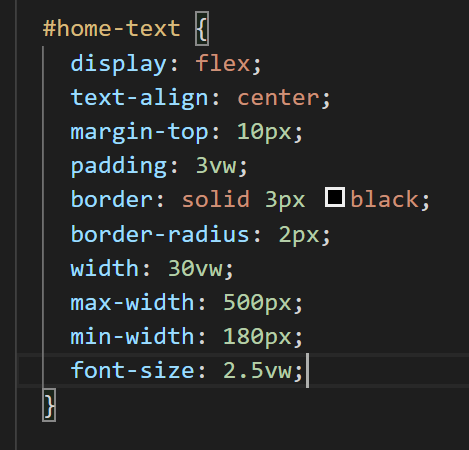 #home-text {
display: flex;
text-align: center;
margin-top: 10px;
padding: 3vw;
border: solid 3px black;
border-radius: 2px;
width: 30vw;
max-width: 500px;
min-width: 180px;
font-size: 2.5vw;
}